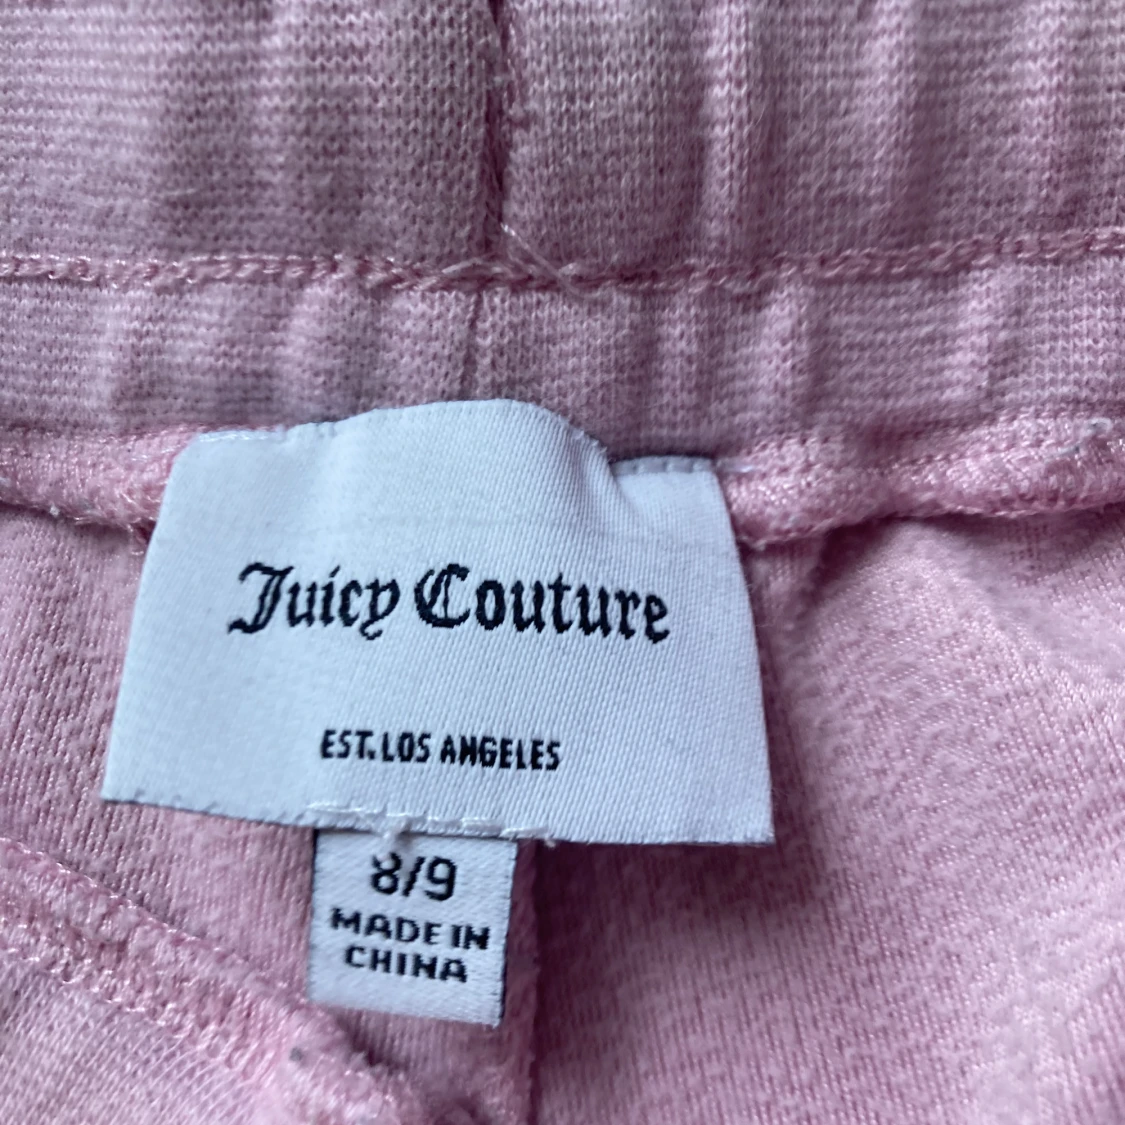 Juicy Couture
EST. LOS ANGELES
8/9
MADE IN
CHINA